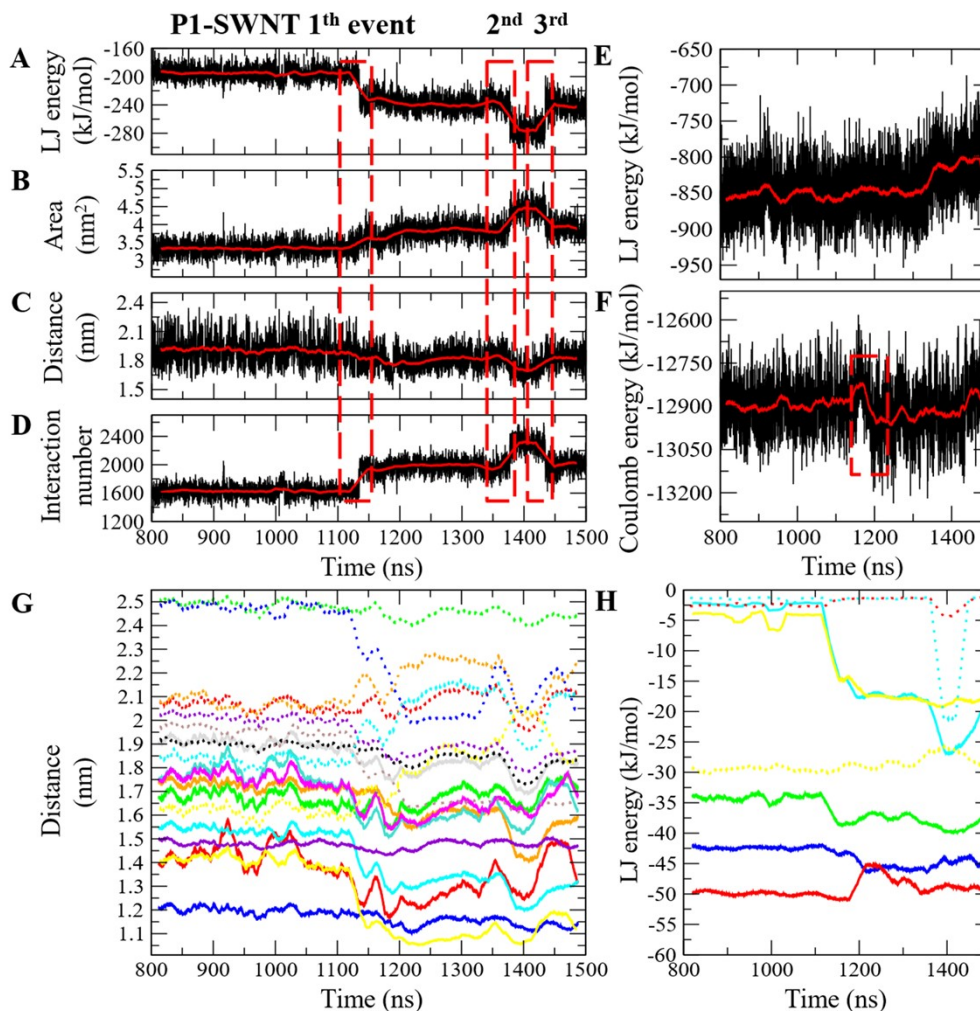 P1-SWNT 1th event 2nd 3rd
A
LJ energy
(kJ/mol)
-160
-200
-240
-280
B
Area
(nm2)
5.5
4.5
3.5
3
C
Distance
(nm)
2.4
2.1
1.8
1.5
D
Interaction
number
2400
2000
1600
1200
800 900 1000 1100 1200 1300 1400 1500
Time (ns)
E
LJ energy (kJ/mol)
-650
-700
-750
-800
-850
-900
-950
F
Coulomb energy (kJ/mol)
-12600
-12750
-12900
-13050
-13200
800 1000 1200 1400
Time (ns)
G
Distance
(nm)
2.5
2.4
2.3
2.2
2.1
2
1.9
1.8
1.7
1.6
1.5
1.4
1.3
1.2
1.1
800 900 1000 1100 1200 1300 1400 1500
Time (ns)
H
LJ energy (kJ/mol)
0
-5
-10
-15
-20
-25
-30
-35
-40
-45
-50
-55
-60
800 1000 1200 1400
Time (ns)